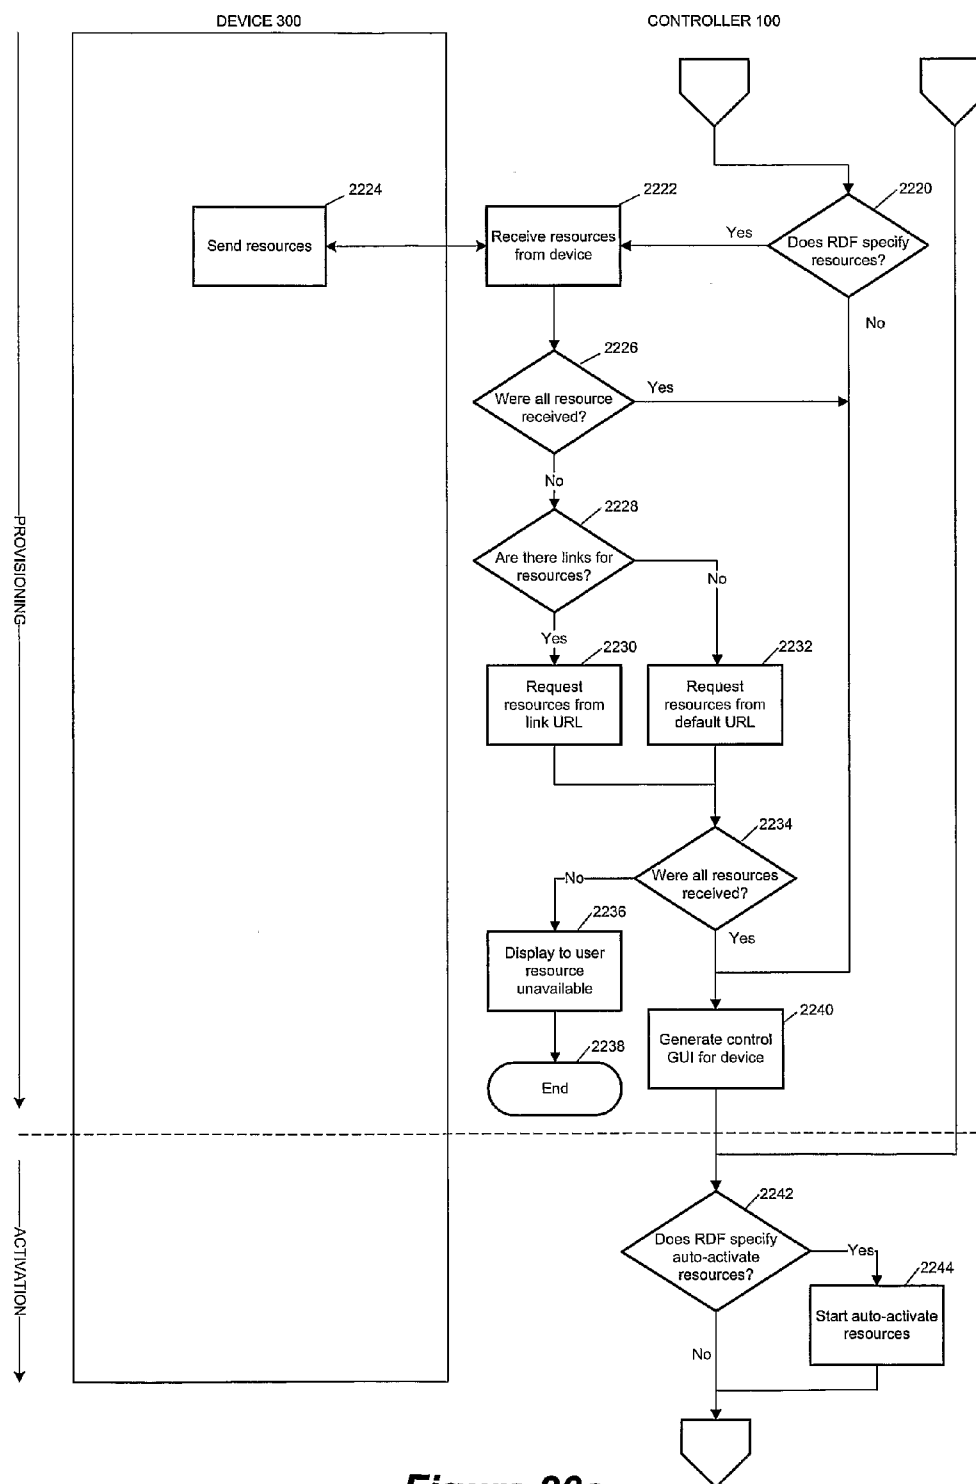 DEVICE 300
CONTROLLER 100
2224
2222
2220
Send resources
Receive resources
from device
Yes
Does RDF specify
resources?
No
2226
Were all resource
received?
Yes
No
2228
Are there links for
resources?
No
Yes
2230
2232
Request
resources from
link URL
Request
resources from
default URL
2234
Were all resources
received?
No
2236
Yes
Display to user
resource
unavailable
2240
Generate control
GUI for device
2238
End
PROVISIONING
2242
Does RDF specify
auto-activate
resources?
Yes
2244
Start auto-activate
resources
No
ACTIVATION
Figure